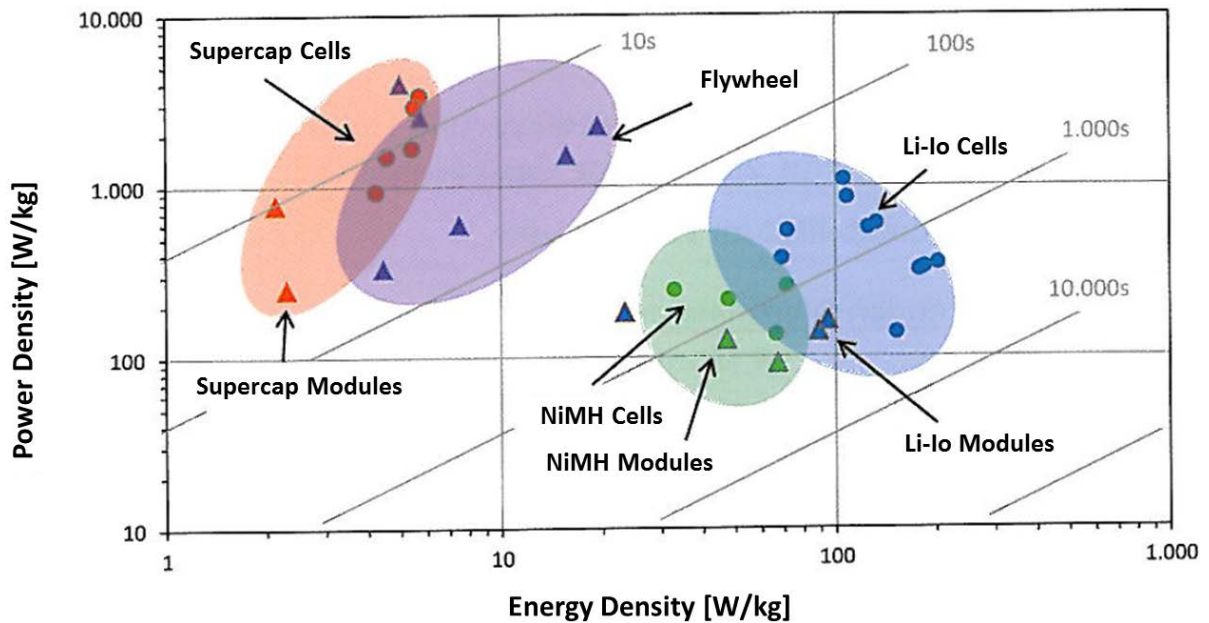 10.000
10s
100s
Supercap Cells
Flywheel
1.000s
Li-Io Cells
1.000
10.000s
Power Density [W/kg]
100
Supercap Modules
NiMH Cells
Li-Io Modules
NiMH Modules
10
1
10
100
1.000
Energy Density [W/kg]